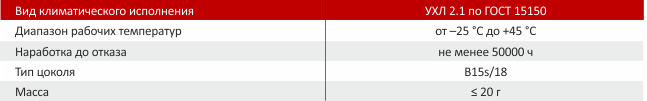 Вид климатического исполнения УХЛ 2.1 по ГОСТ 15150
Диапазон рабочих температур от –25 °С до +45 °С
Наработка до отказа не менее 50000 ч
Тип цоколя B15s/18
Масса ≤ 20 г